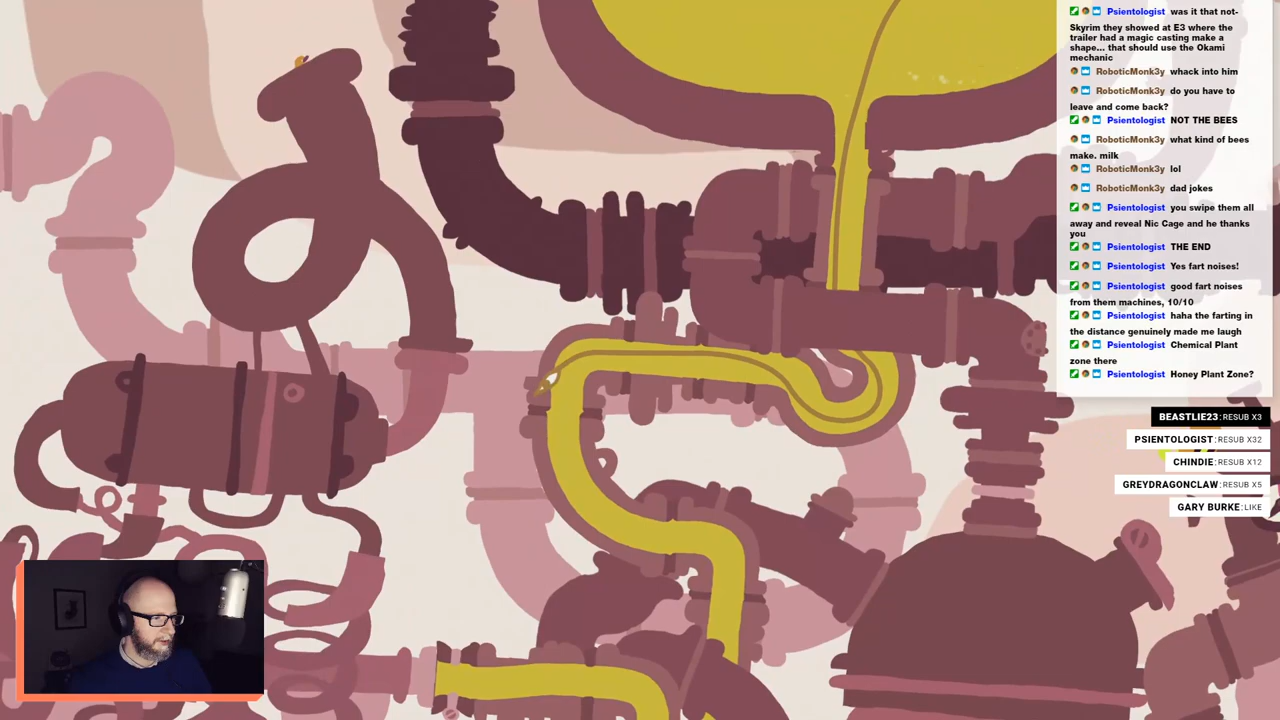 Psientologist was it that not-
Skyrim they showed at E3 where the
trailer had a magic casting make a
shape... that should use the Okami
mechanic
RoboticMonk3y whack into him
RoboticMonk3y do you have to
leave and come back?
Psientologist NOT THE BEES
RoboticMonk3y what kind of bees
make. milk
RoboticMonk3y lol
RoboticMonk3y dad jokes
Psientologist you swipe them all
away and reveal Nic Cage and he thanks
you
Psientologist THE END
Psientologist Yes fart noises!
Psientologist good fart noises
from them machines, 10/10
Psientologist haha the farting in
the distance genuinely made me laugh
Psientologist Chemical Plant
zone there
Psientologist Honey Plant Zone?
BEASTLIE23: RESUB X3
PSIENTOLOGIST: RESUB X32
CHINDIE: RESUB X12
GREYDRAGONCLAW: RESUB X5
GARY BURKE: LIKE